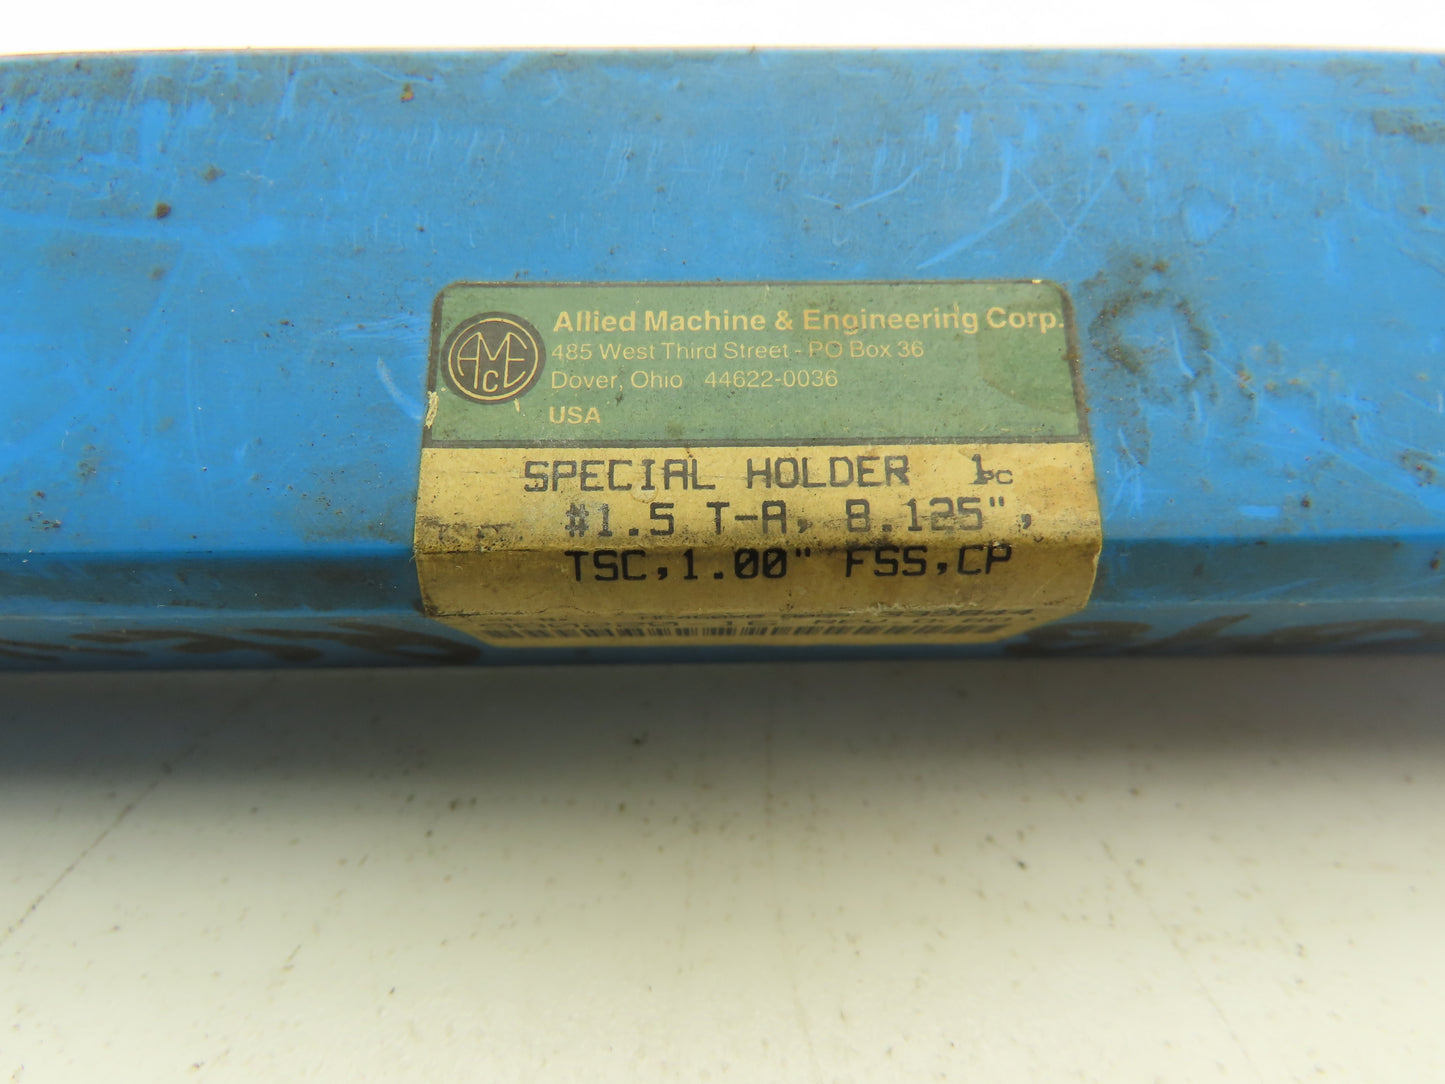 AMEC
Allied Machine & Engineering Corp.
485 West Third Street - PO Box 36
Dover, Ohio 44622-0036
USA
SPECIAL HOLDER 1pc
#1.5 T-A, 8.125",
TSC,1.00" FSS,CP